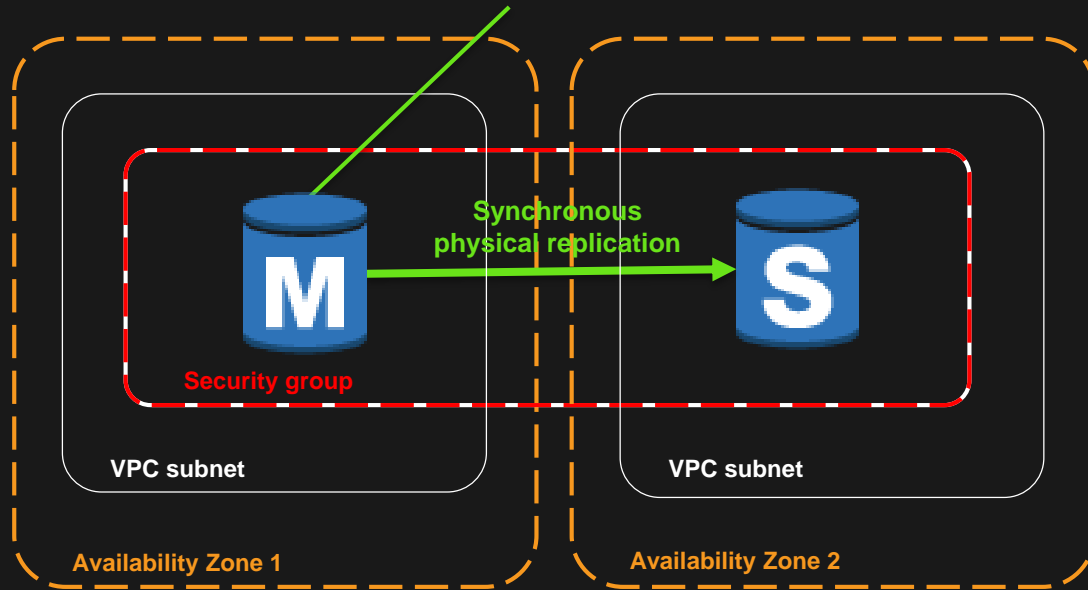 Synchronous
physical replication
M
S
Security group
VPC subnet
VPC subnet
Availability Zone 1
Availability Zone 2